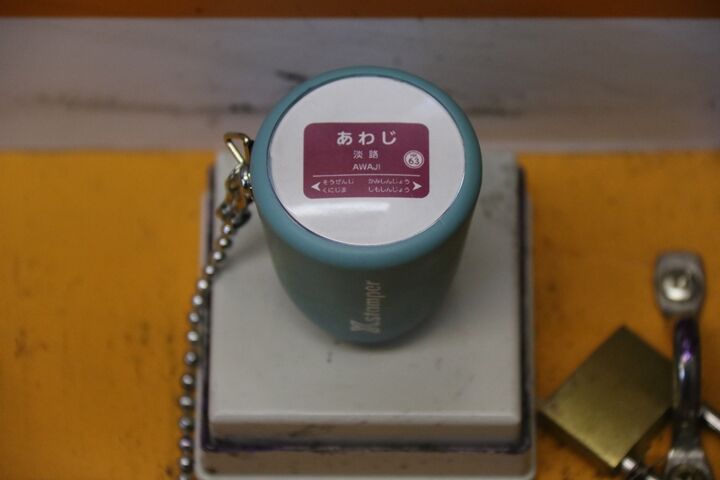 あわじ
淡路
AWAJI
HK
63
そうぜんじ かみしんじょう
くにじま しもしんじょう
Xstamper